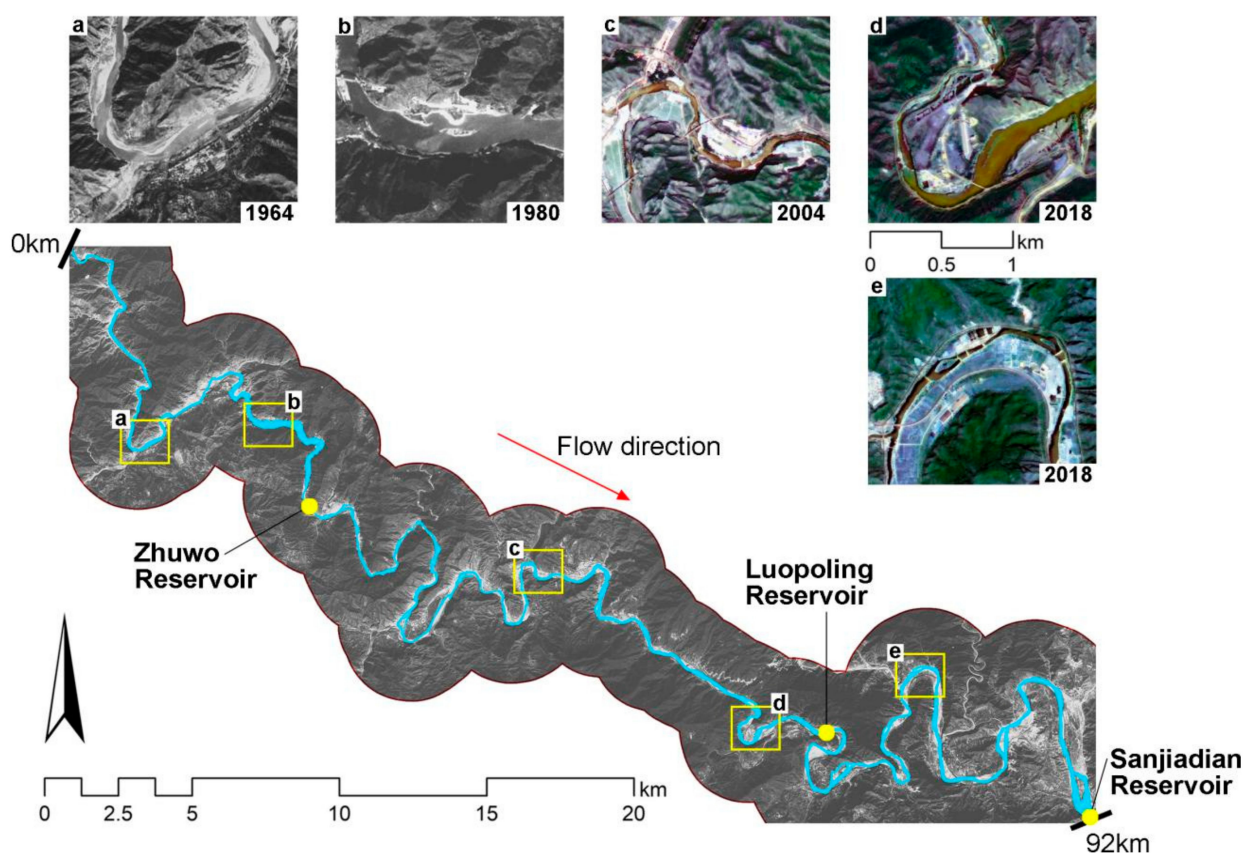 a
1964
b
1980
c
2004
d
2018
km
0 0.5 1
e
2018
0km
a
b
Flow direction
Zhuwo
Reservoir
c
Luopoling
Reservoir
e
d
Sanjiadian
Reservoir
km
0 2.5 5 10 15 20
92km